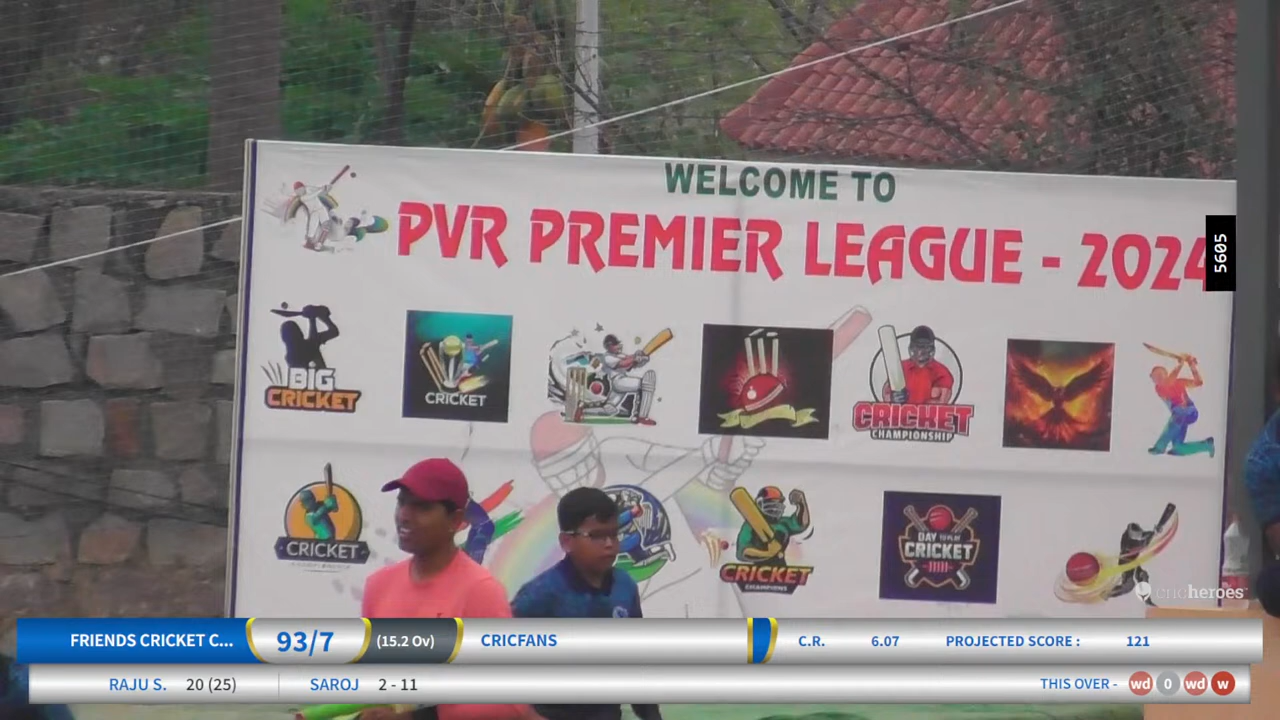 WELCOME TO
PVR PREMIER LEAGUE - 2024
5605
BIG
CRICKET
CRICKET
CRICKET
CHAMPIONSHIP
CRICKET
CRICKET
CHAMPIONS
DAY TO PLAY
CRICKET
cricheroes
FRIENDS CRICKET C... 93/7 (15.2 Ov) CRICFANS C.R. 6.07 PROJECTED SCORE : 121
RAJU S. 20 (25) SAROJ 2 - 11 THIS OVER - wd 0 wd w